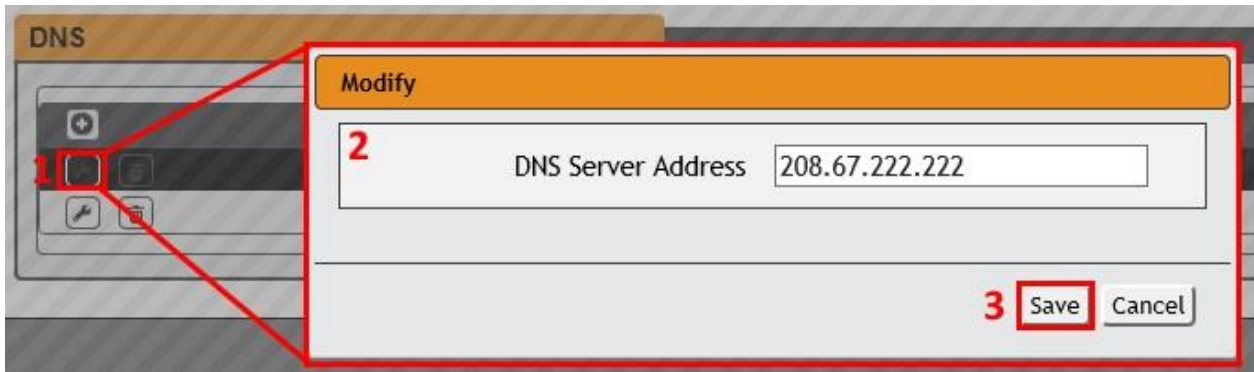 DNS
Modify
1
2
DNS Server Address 208.67.222.222
3 Save Cancel